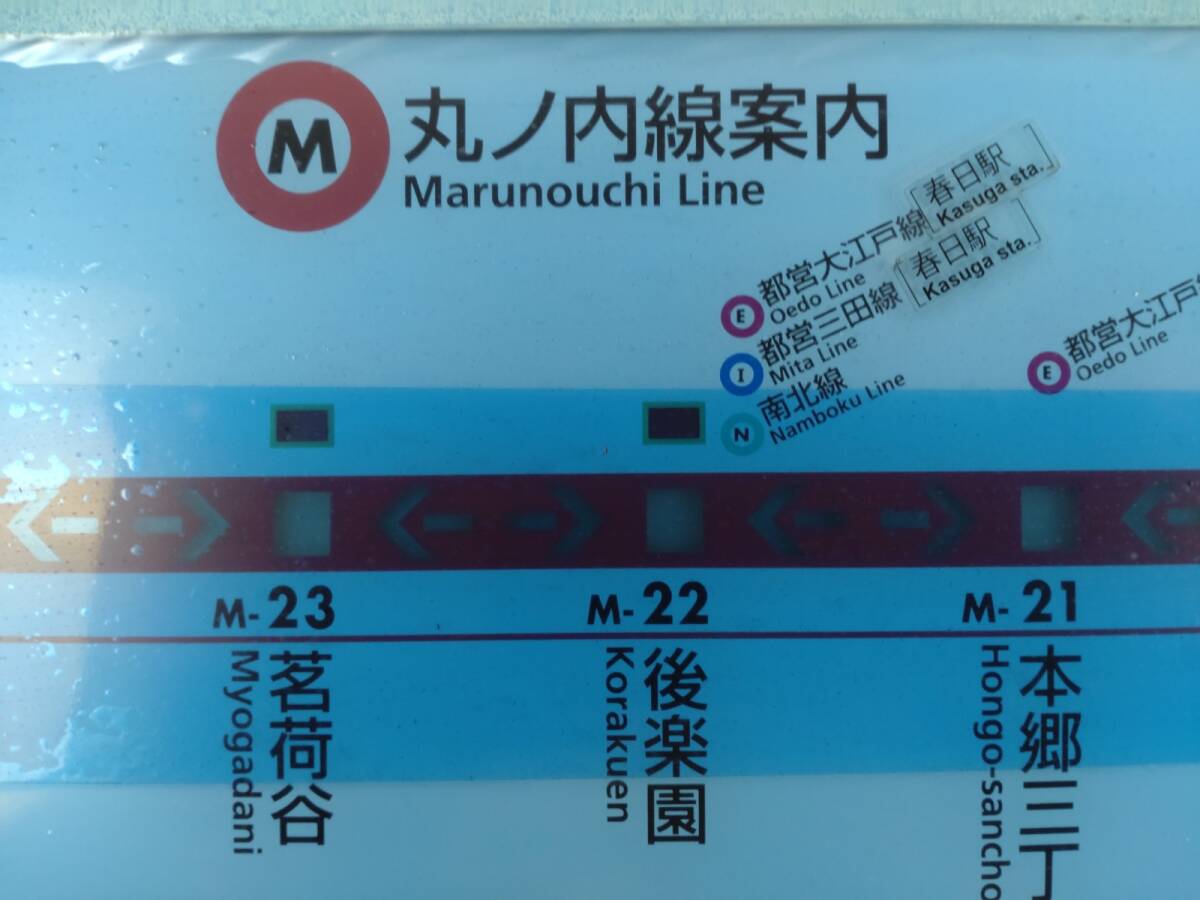 M
丸ノ内線案内
Marunouchi Line
春日駅
Kasuga sta.
E
都営大江戸線
Oedo Line
春日駅
Kasuga sta.
I
都営三田線
Mita Line
N
南北線
Namboku Line
E
都営大江戸
Oedo Line
M-23
M-22
M-21
茗荷谷
Myogadani
後楽園
Korakuen
本郷三丁
Hongo-sancho